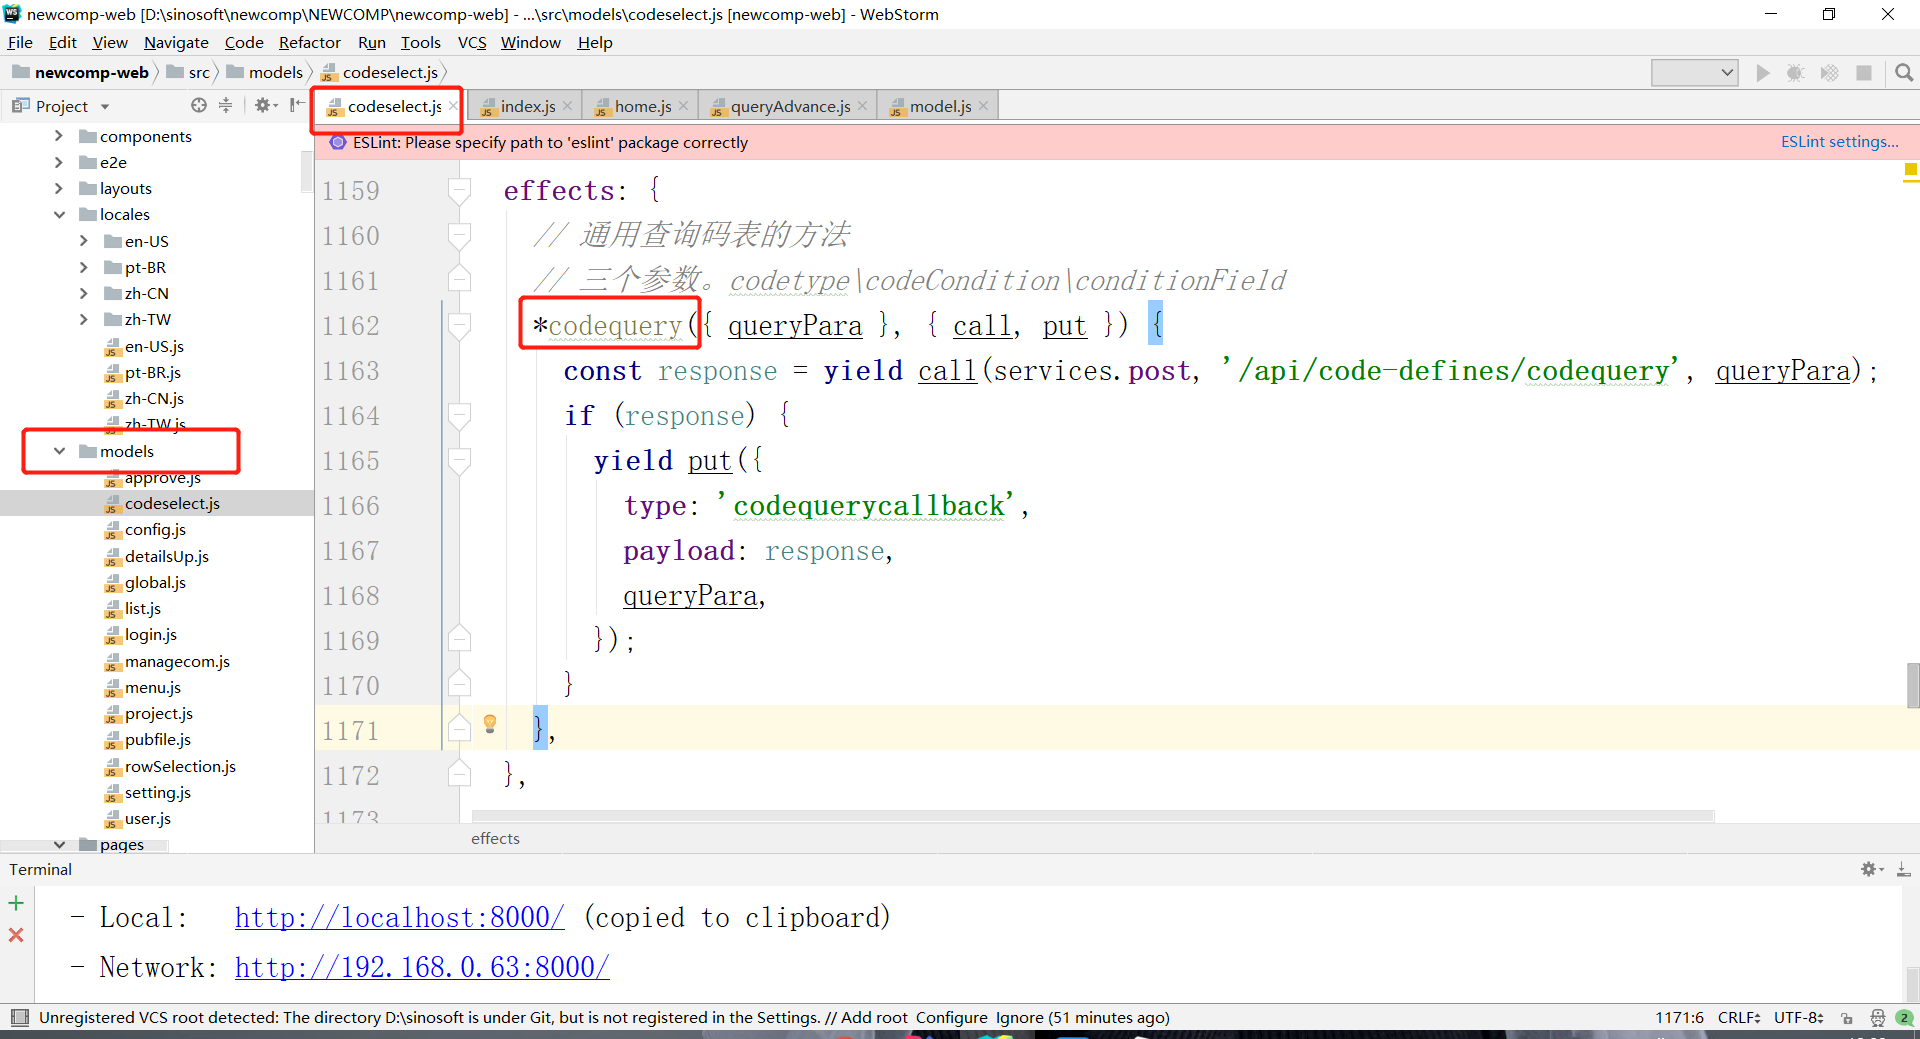 newcomp-web [D:\sinosoft\newcomp\NEWCOMP\newcomp-web] - ...\src\models\codeselect.js [newcomp-web] - WebStorm
File Edit View Navigate Code Refactor Run Tools VCS Window Help
newcomp-web src models codeselect.js
Project
codeselect.js index.js home.js queryAdvance.js model.js
ESLint: Please specify path to 'eslint' package correctly ESLint settings...
components
e2e
layouts
locales
en-US
pt-BR
zh-CN
zh-TW
en-US.js
pt-BR.js
zh-CN.js
zh-TW.js
models
approve.js
codeselect.js
config.js
detailsUp.js
global.js
list.js
login.js
managecom.js
menu.js
project.js
pubfile.js
rowSelection.js
setting.js
user.js
pages
1159 effects: {
1160 // 通用查询码表的方法
1161 // 三个参数。codetype\codeCondition\conditionField
1162 *codequery({ queryPara }, { call, put }) {
1163 const response = yield call(services.post, '/api/code-defines/codequery', queryPara);
1164 if (response) {
1165 yield put({
1166 type: 'codequerycallback',
1167 payload: response,
1168 queryPara,
1169 });
1170 }
1171 },
1172 },
1173
effects
Terminal
- Local: http://localhost:8000/ (copied to clipboard)
- Network: http://192.168.0.63:8000/
Unregistered VCS root detected: The directory D:\sinosoft is under Git, but is not registered in the Settings. // Add root Configure Ignore (51 minutes ago) 1171:6 CRLF UTF-8 2